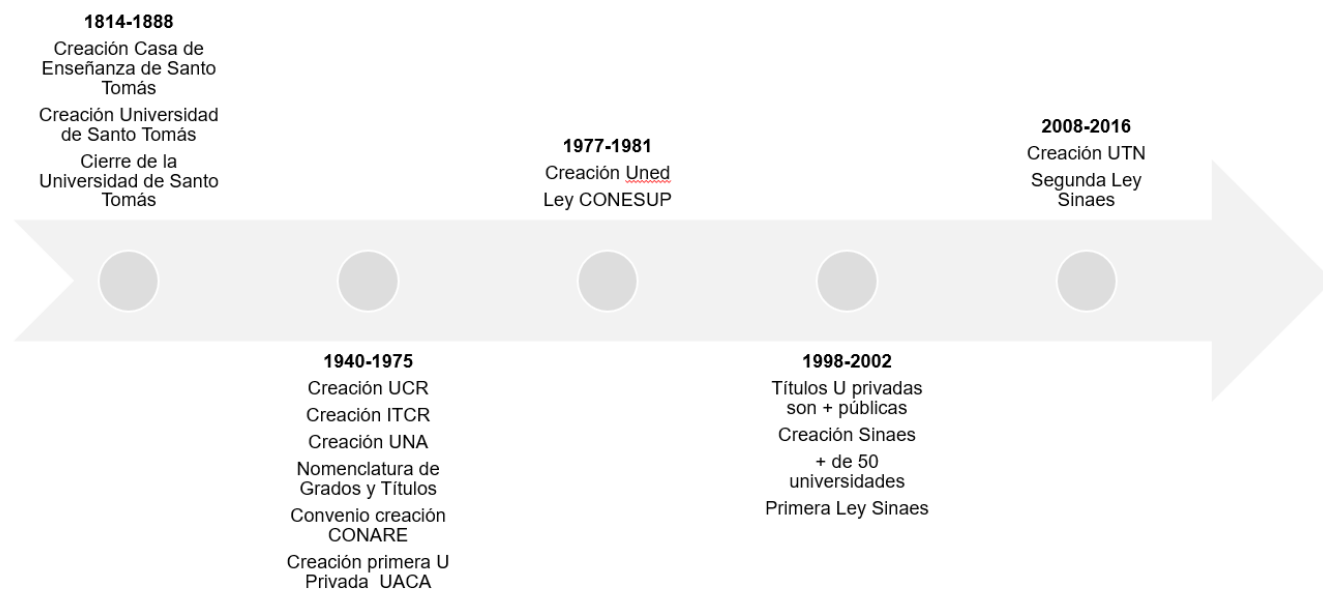 1814-1888
Creación Casa de
Enseñanza de Santo
Tomás
Creación Universidad
de Santo Tomás
Cierre de la
Universidad de Santo
Tomás
1940-1975
Creación UCR
Creación ITCR
Creación UNA
Nomenclatura de
Grados y Títulos
Convenio creación
CONARE
Creación primera U
Privada  UACA
1977-1981
Creación Uned
Ley CONESUP
1998-2002
Títulos U privadas
son + públicas
Creación Sinaes
+ de 50
universidades
Primera Ley Sinaes
2008-2016
Creación UTN
Segunda Ley
Sinaes